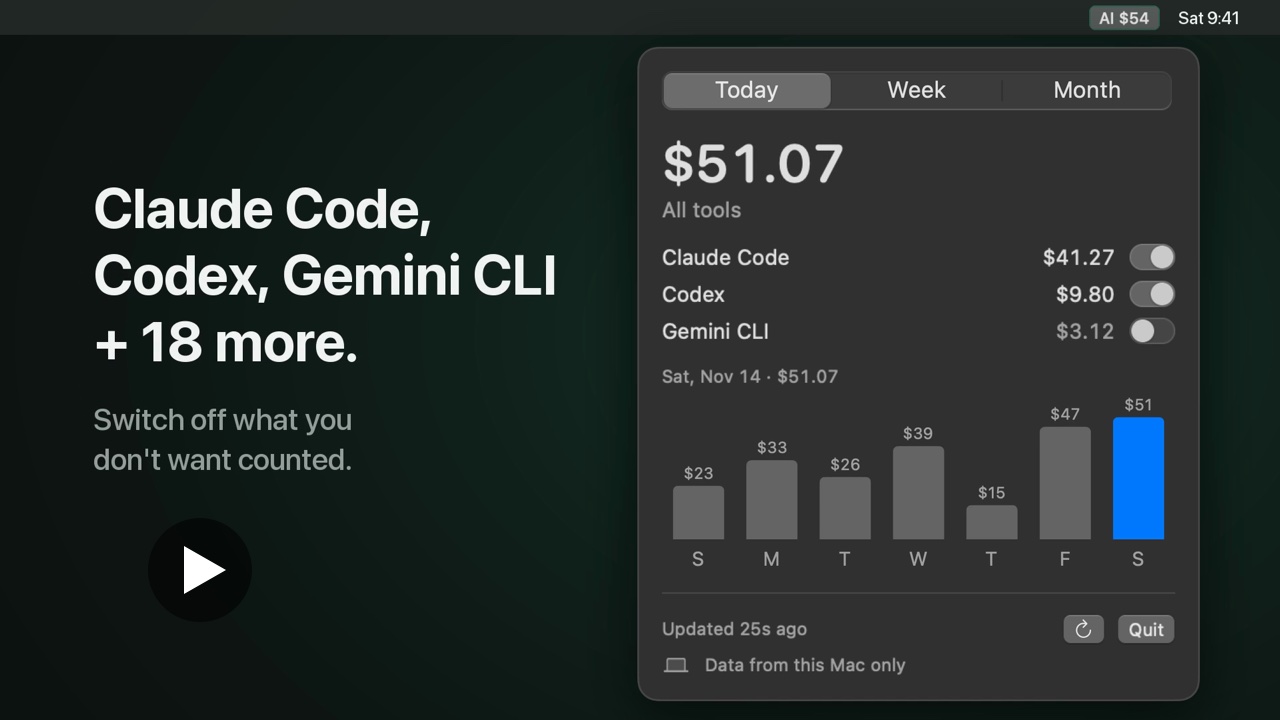 AI $54 Sat 9:41
Claude Code,
Codex, Gemini CLI
+ 18 more.
Switch off what you
don't want counted.
Today Week Month
$51.07
All tools
Claude Code $41.27
Codex $9.80
Gemini CLI $3.12
Sat, Nov 14 · $51.07
$23 $33 $26 $39 $15 $47 $51
S M T W T F S
Updated 25s ago Quit
Data from this Mac only